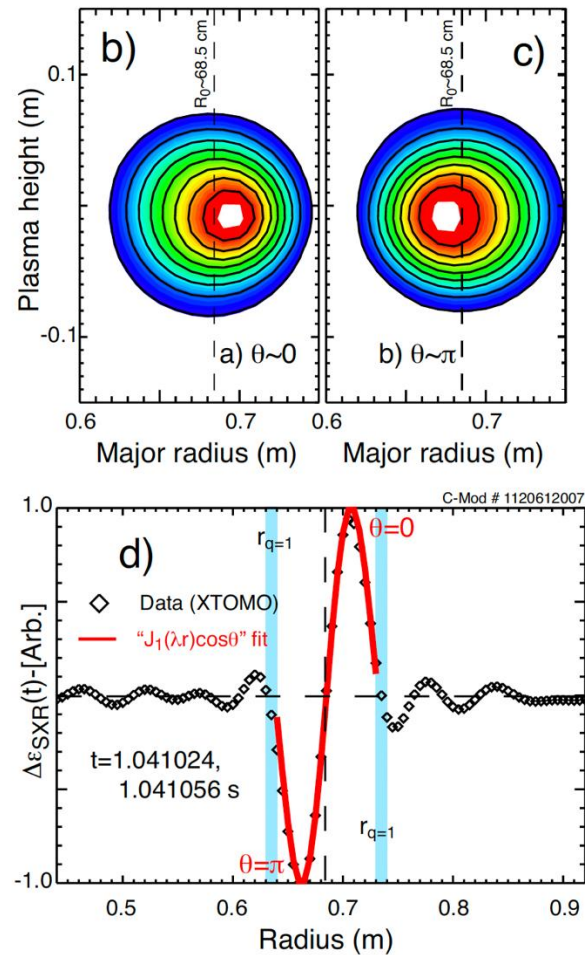 b)
R₀~68.5 cm
c)
R₀~68.5 cm
Plasma height (m)
0.1
-0.1
a) θ~0
b) θ~π
0.6
0.7
0.6
0.7
Major radius (m)
Major radius (m)
C-Mod # 1120612007
1.0
d)
r_q=1
θ=0
Data (XTOMO)
"J₁(λr)cosθ" fit
Δε_SXR(t)-[Arb.]
t=1.041024,
1.041056 s
r_q=1
θ=π
-1.0
0.5
0.6
0.7
0.8
0.9
Radius (m)